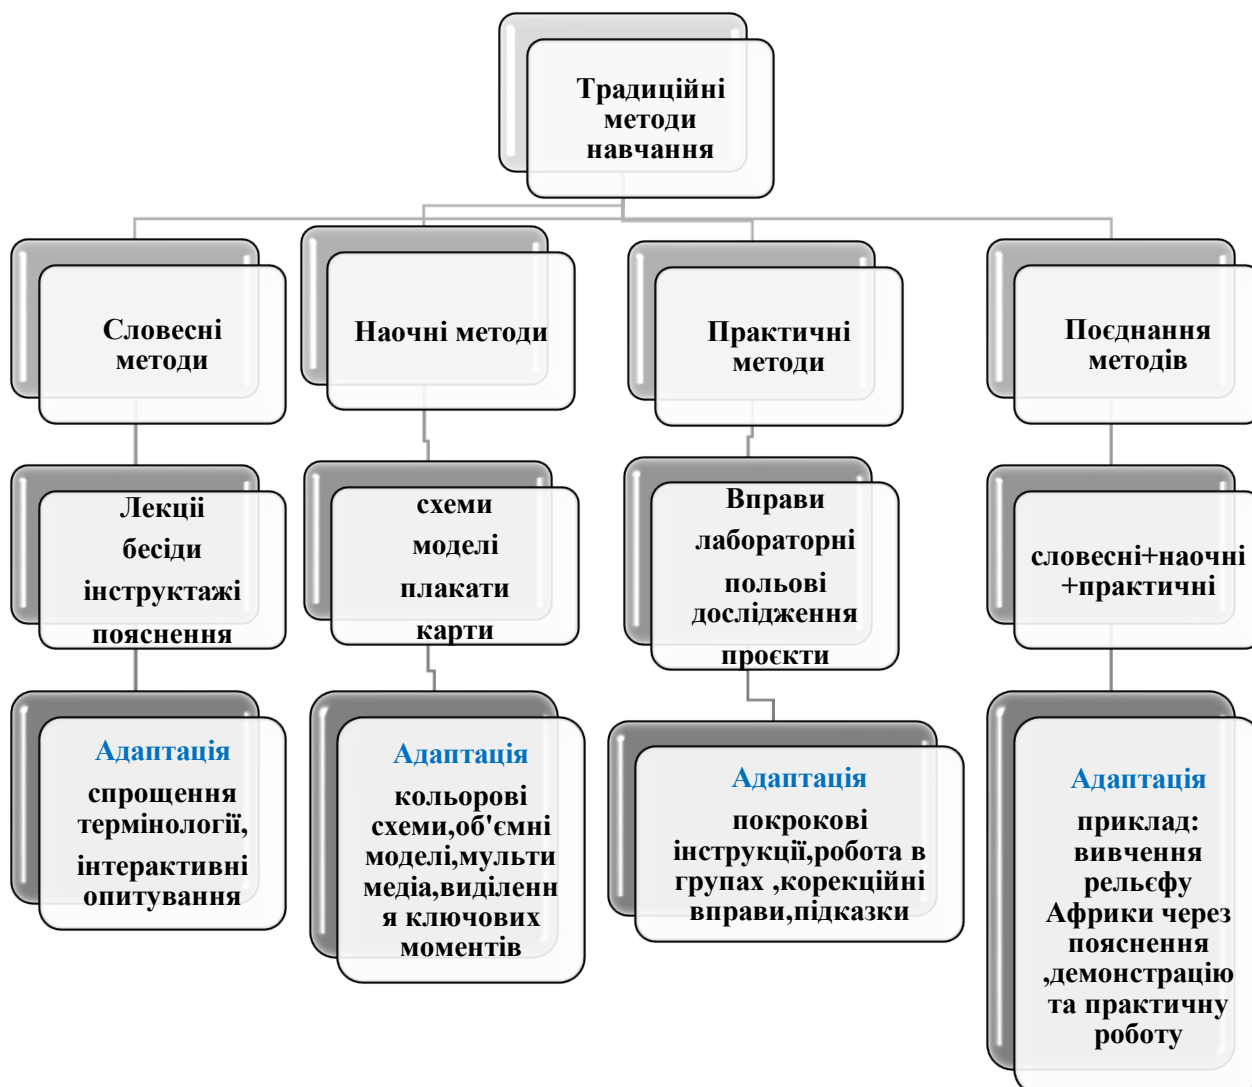 Традиційні
методи
навчання
Словесні
методи
Наочні методи
Практичні
методи
Поєднання
методів
Лекціі
бесіди
інструктажі
пояснення
схеми
моделі
плакати
карти
Вправи
лабораторні
польові
дослідження
проєкти
словесні+наочні
+практичні
Адаптація
спрощення
термінології,
інтерактивні
опитування
Адаптація
кольорові
схеми,об'ємні
моделі,мульти
медіа,виділенн
я ключових
моментів
Адаптація
покрокові
інструкції,робота в
групах ,корекційні
вправи,підказки
Адаптація
приклад:
вивчення
рельєфу
Африки через
пояснення
,демонстрацію
та практичну
роботу